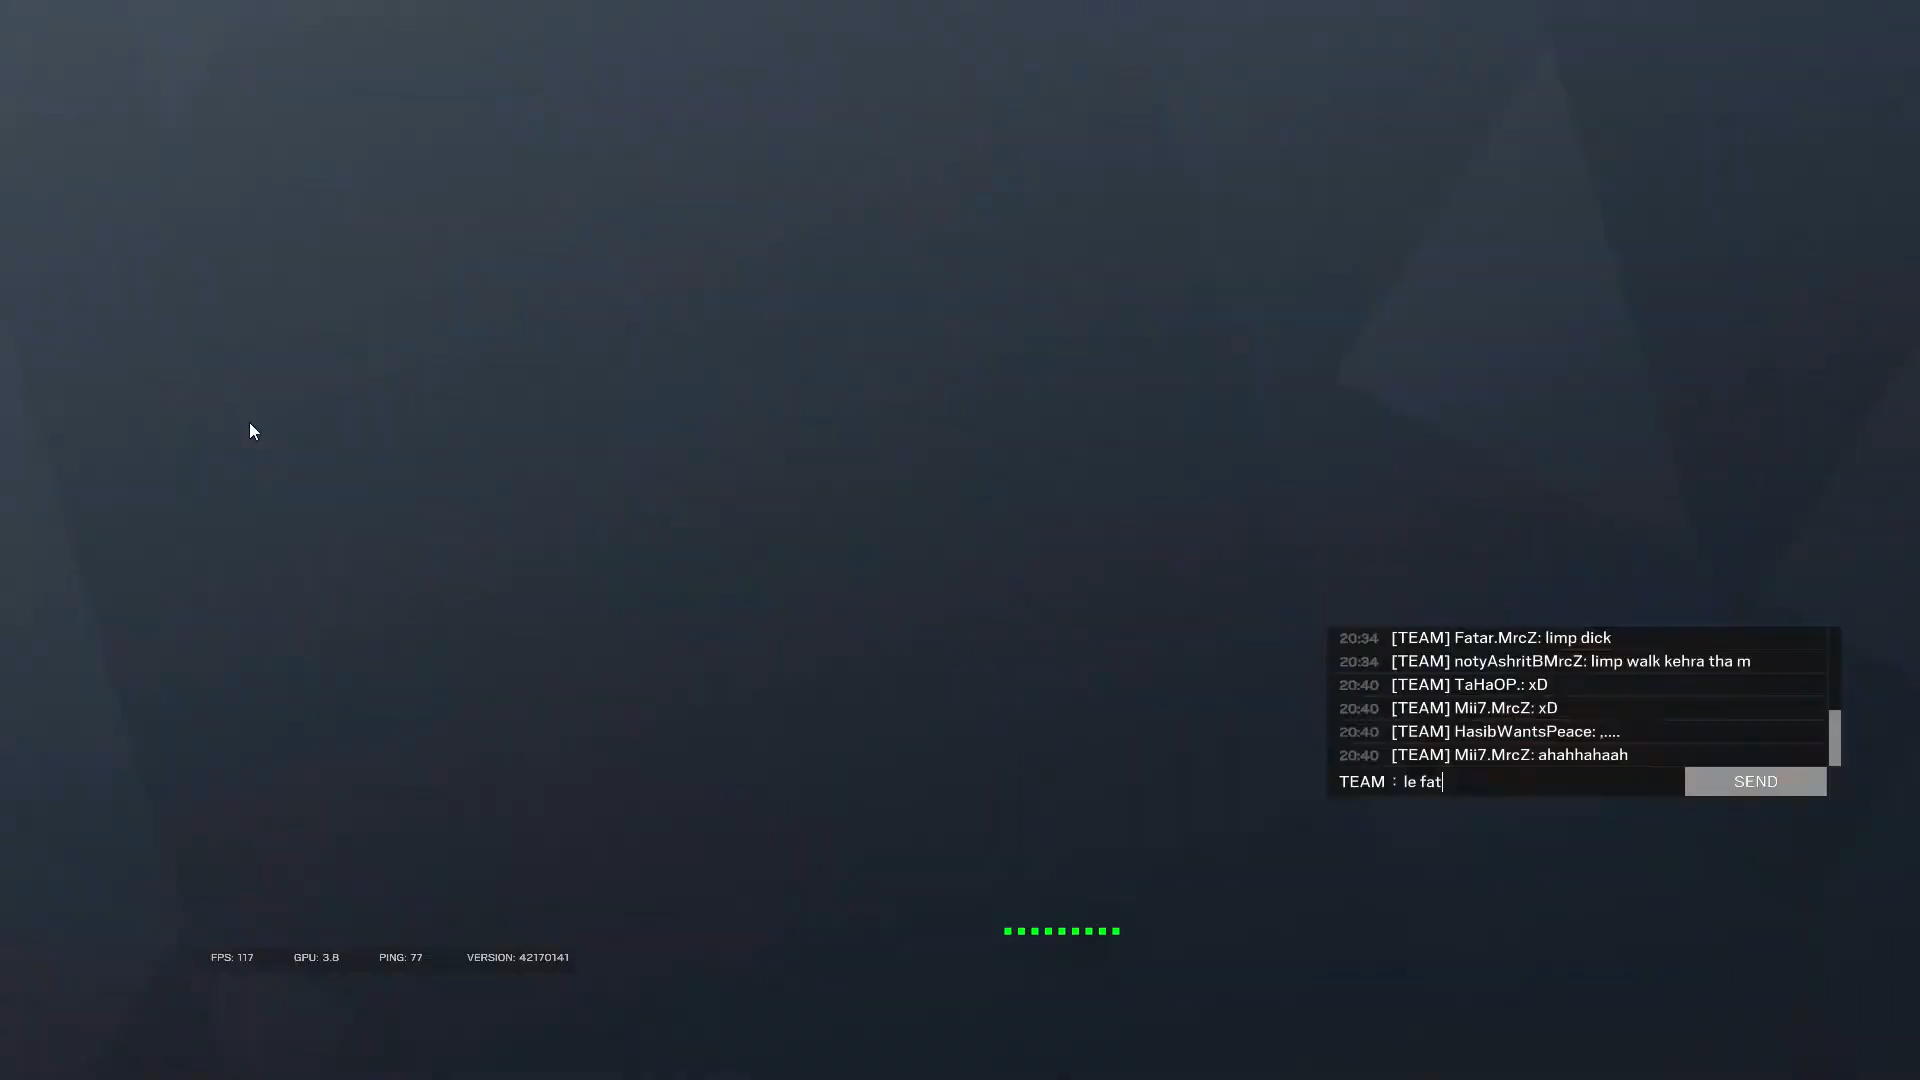 20:34 [TEAM] Fatar.MrcZ: limp dick
20:34 [TEAM] notyAshritBMrcZ: limp walk kehra tha m
20:40 [TEAM] TaHaOP.: xD
20:40 [TEAM] Mii7.MrcZ: xD
20:40 [TEAM] HasibWantsPeace: ,....
20:40 [TEAM] Mii7.MrcZ: ahahhahaah
TEAM : le fat SEND
FPS: 117 GPU: 3.8 PING: 77 VERSION: 42170141